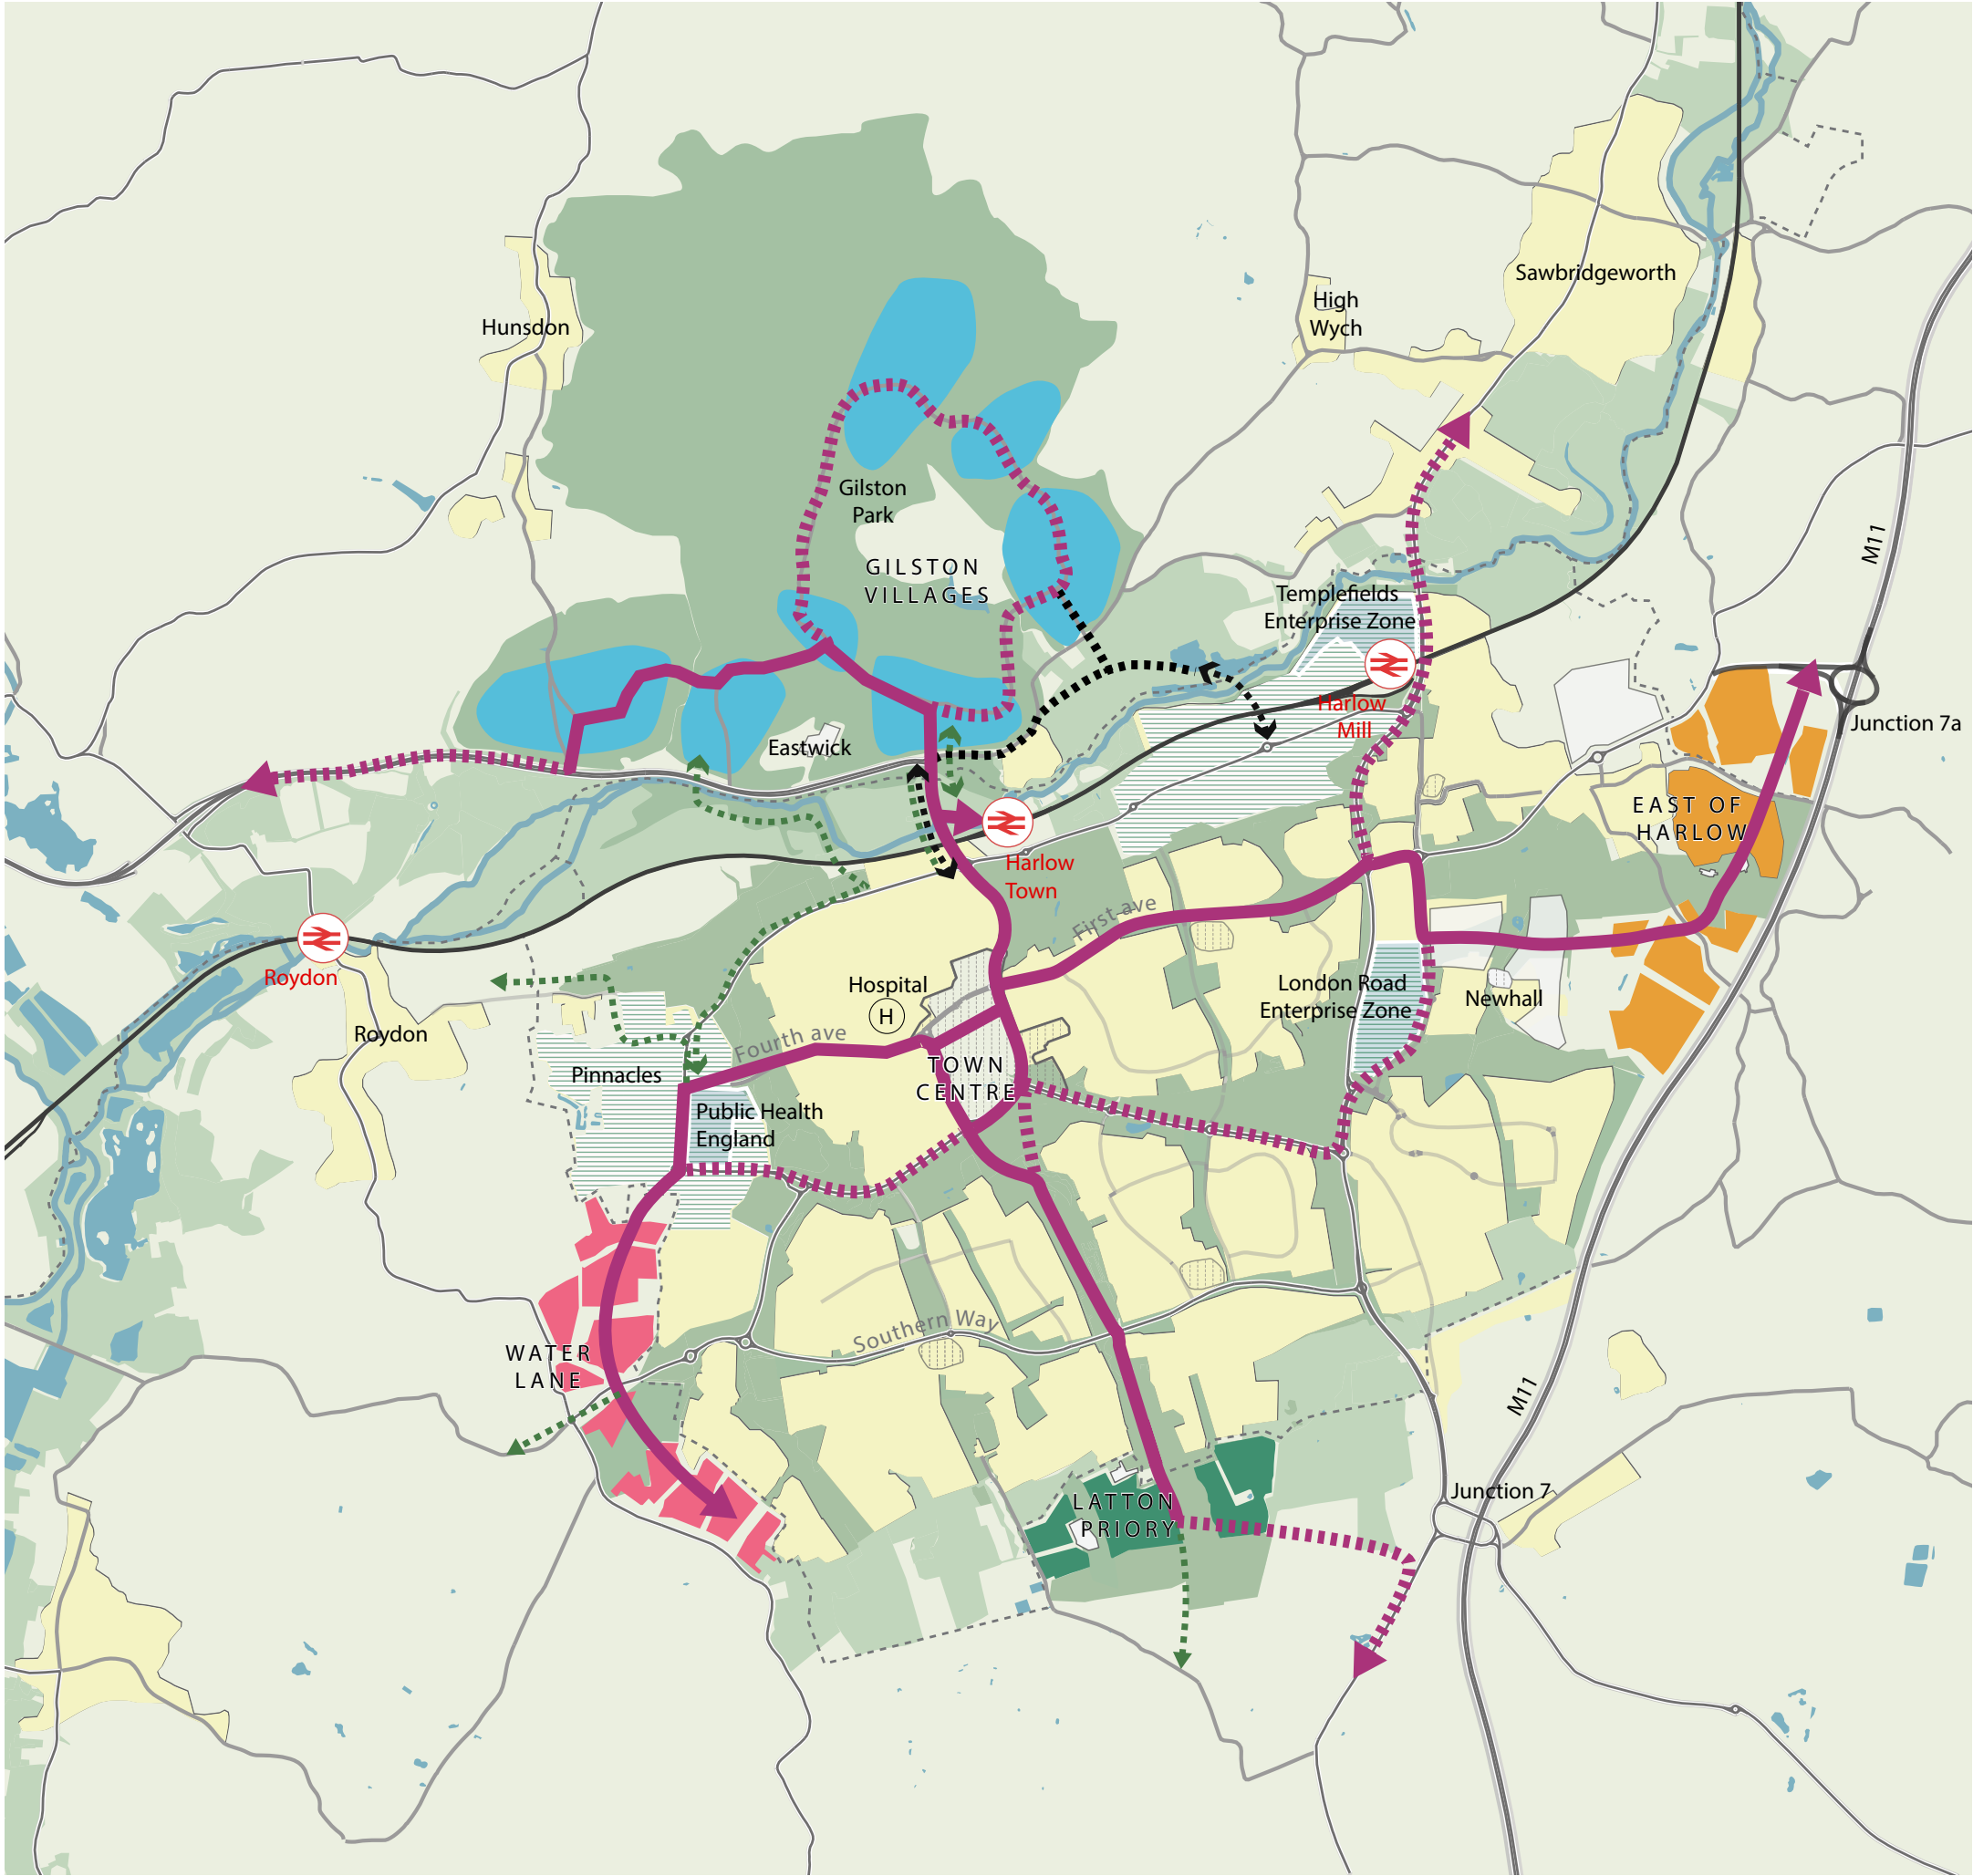 Sawbridgeworth
High
Wych
Hunsdon
Gilston
Park
GILSTON
VILLAGES
M11
Templefields
Enterprise Zone
Harlow
Mill
Junction 7a
Eastwick
EAST OF
HARLOW
Harlow
Town
First ave
Roydon
Roydon
Hospital
H
London Road
Enterprise Zone
Newhall
Fourth ave
TOWN
CENTRE
Pinnacles
Public Health
England
Southern Way
WATER
LANE
M11
Junction 7
LATTON
PRIORY